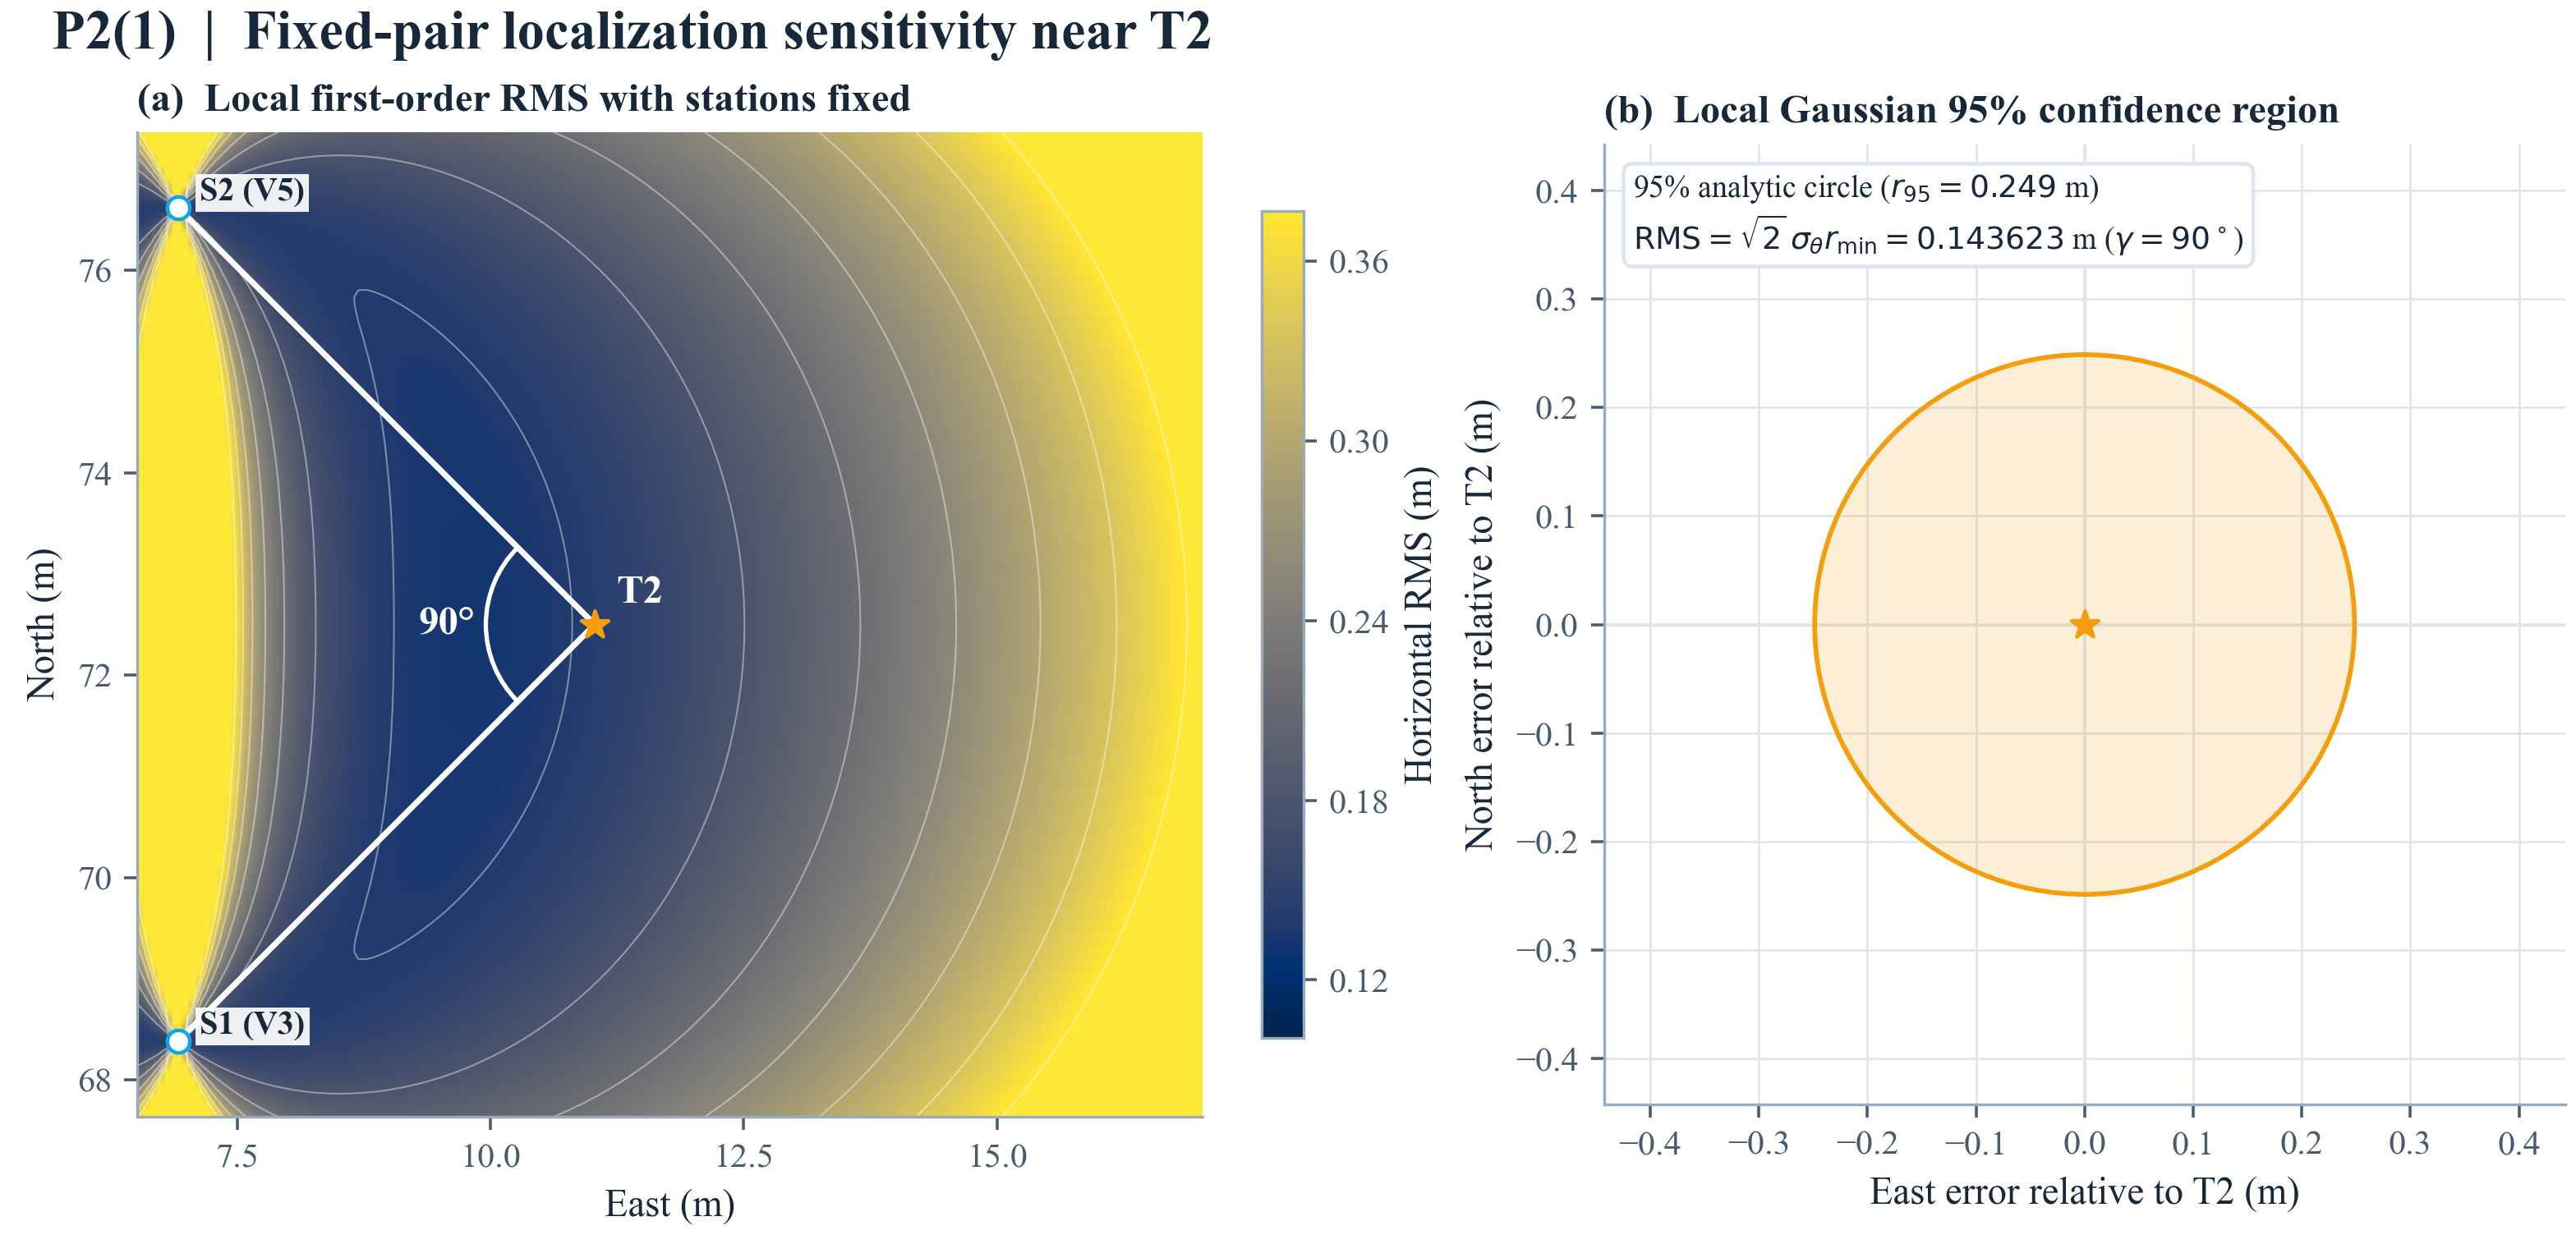 P2(1) | Fixed-pair localization sensitivity near T2
(a) Local first-order RMS with stations fixed
S2 (V5)
T2
90°
S1 (V3)
76
74
72
70
68
North (m)
7.5 10.0 12.5 15.0
East (m)
0.36
0.30
0.24
0.18
0.12
Horizontal RMS (m)
(b) Local Gaussian 95% confidence region
95% analytic circle (r₉₅ = 0.249 m)
RMS = √2 σ_θ r_min = 0.143623 m (γ = 90°)
0.4
0.3
0.2
0.1
0.0
−0.1
−0.2
−0.3
−0.4
North error relative to T2 (m)
−0.4 −0.3 −0.2 −0.1 0.0 0.1 0.2 0.3 0.4
East error relative to T2 (m)